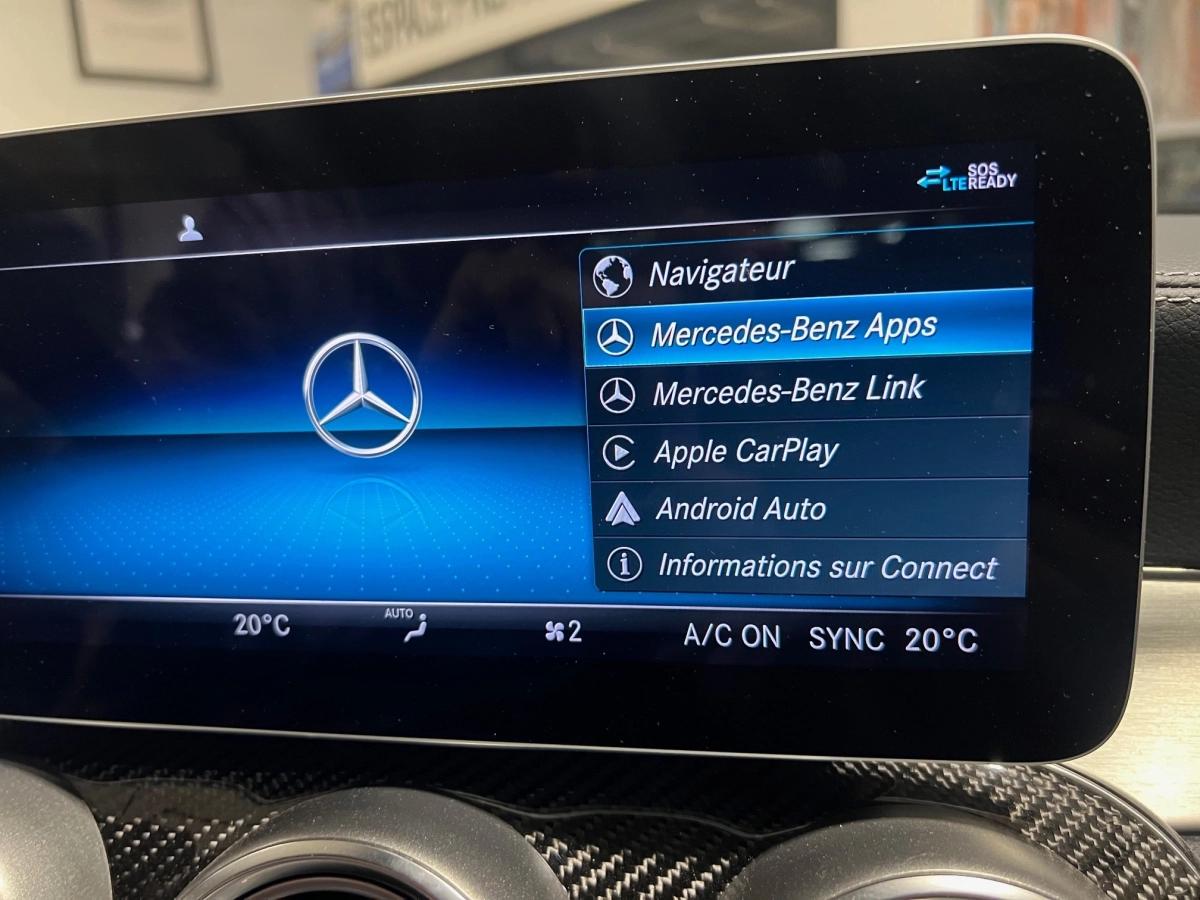 ESPACE
SOS
LTE READY
Navigateur
Mercedes-Benz Apps
Mercedes-Benz Link
Apple CarPlay
Android Auto
Informations sur Connect
20°C AUTO 2 A/C ON SYNC 20°C